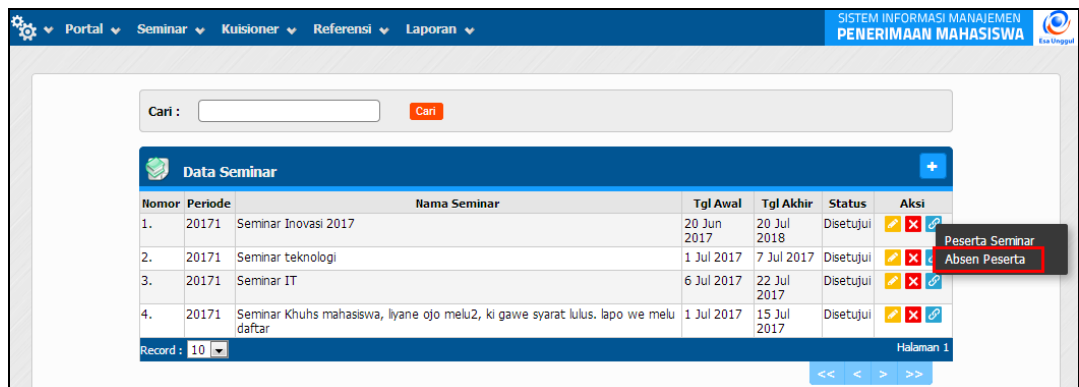 Portal Seminar Kuisioner Referensi Laporan
SISTEM INFORMASI MANAJEMEN
PENERIMAAN MAHASISWA
Esa Unggul
Cari :
Cari
Data Seminar
+
Nomor Periode Nama Seminar Tgl Awal Tgl Akhir Status Aksi
1. 20171 Seminar Inovasi 2017 20 Jun 20 Jul Disetujui
2017 2018
Peserta Seminar
Absen Peserta
2. 20171 Seminar teknologi 1 Jul 2017 7 Jul 2017 Disetujui
3. 20171 Seminar IT 6 Jul 2017 22 Jul Disetujui
2017
4. 20171 Seminar Khuhs mahasiswa, liyane ojo melu2, ki gawe syarat lulus. lapo we melu 1 Jul 2017 15 Jul Disetujui
daftar 2017
Record : 10 Halaman 1
<< < > >>